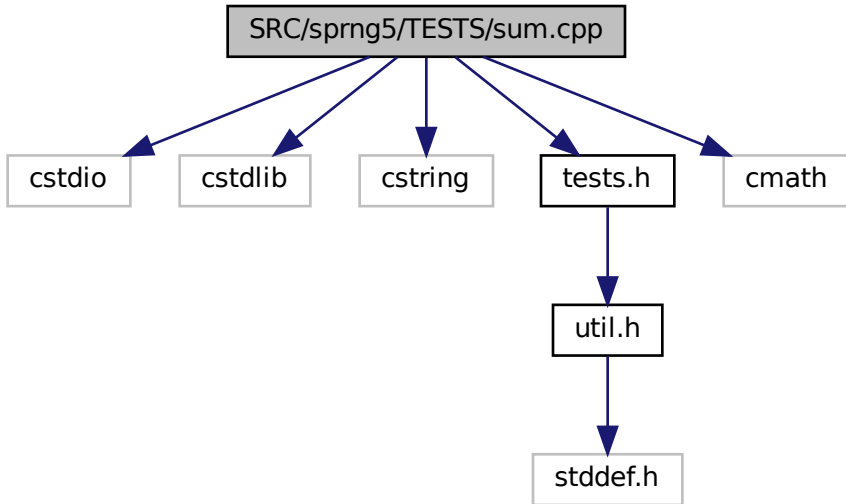 SRC/sprng5/TESTS/sum.cpp
cstdio
cstdlib
cstring
tests.h
cmath
util.h
stddef.h